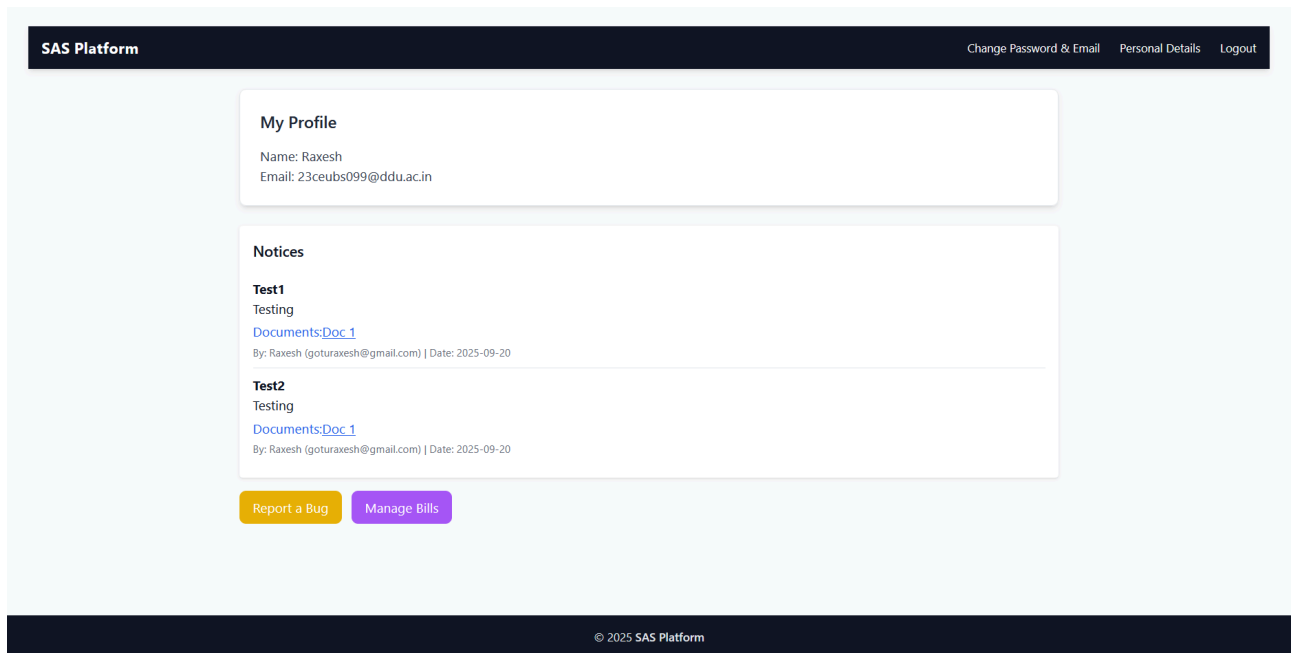 SAS Platform
Change Password & Email Personal Details Logout
My Profile
Name: Raxesh
Email: 23ceubs099@ddu.ac.in
Notices
Test1
Testing
Documents:Doc 1
By: Raxesh (goturaxesh@gmail.com) | Date: 2025-09-20
Test2
Testing
Documents:Doc 1
By: Raxesh (goturaxesh@gmail.com) | Date: 2025-09-20
Report a Bug Manage Bills
© 2025 SAS Platform